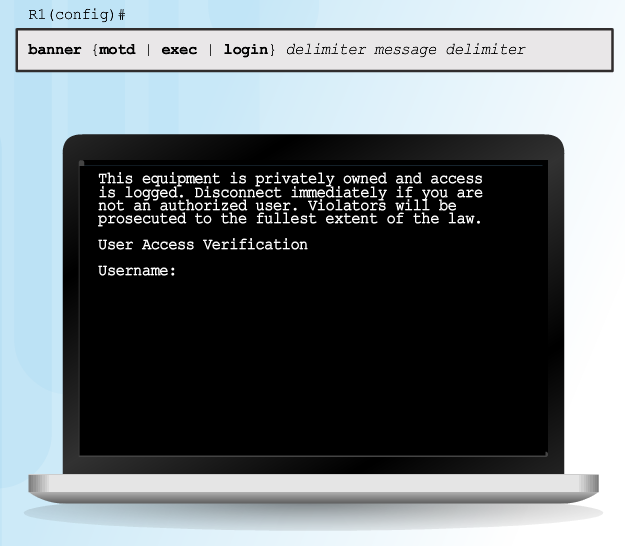 R1(config)#
banner {motd | exec | login} delimiter message delimiter
This equipment is privately owned and access
is logged. Disconnect immediately if you are
not an authorized user. Violators will be
prosecuted to the fullest extent of the law.
User Access Verification
Username: